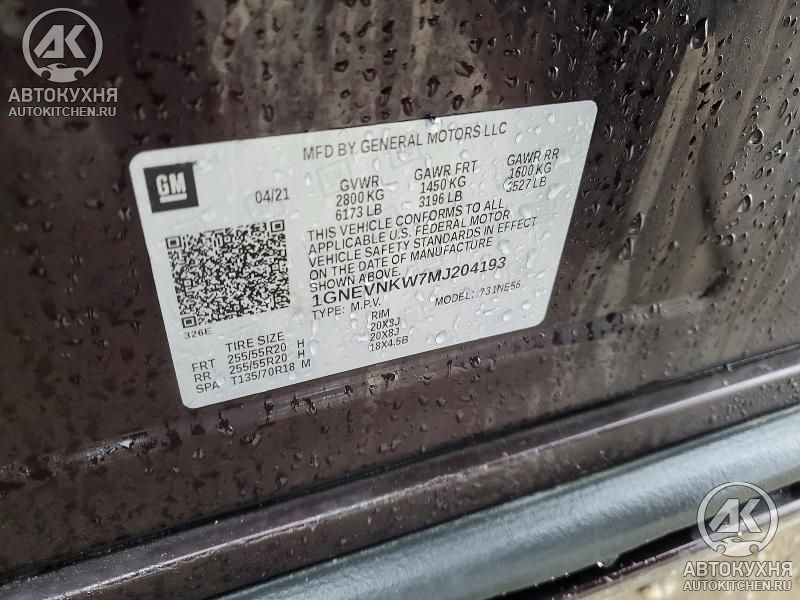 АК
АВТОКУХНЯ
AUTOKITCHEN.RU
MFD BY GENERAL MOTORS LLC
GM
04/21
GVWR
2800 KG
6173 LB
GAWR FRT
1450 KG
3196 LB
GAWR RR
1600 KG
3527 LB
THIS VEHICLE CONFORMS TO ALL
APPLICABLE U.S. FEDERAL MOTOR
VEHICLE SAFETY STANDARDS IN EFFECT
ON THE DATE OF MANUFACTURE
SHOWN ABOVE.
1GNEVNKW7MJ204193
TYPE: M.P.V. MODEL: 731NE56
326E
TIRE SIZE RIM
FRT 255/55R20 H 20X8J
RR 255/55R20 H 20X8J
SPA T135/70R18 M 18X4.5B
АК
АВТОКУХНЯ
AUTOKITCHEN.RU